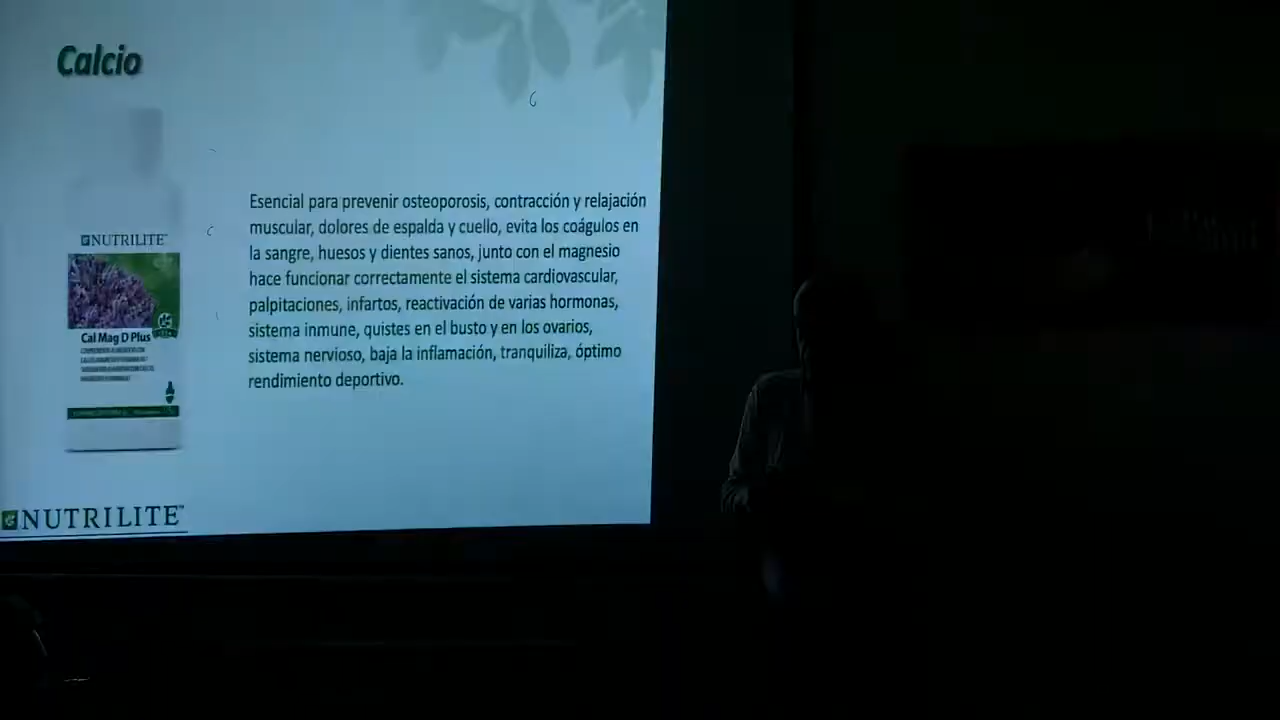 Calcio
Esencial para prevenir osteoporosis, contracción y relajación
muscular, dolores de espalda y cuello, evita los coágulos en
la sangre, huesos y dientes sanos, junto con el magnesio
hace funcionar correctamente el sistema cardiovascular,
palpitaciones, infartos, reactivación de varias hormonas,
sistema inmune, quistes en el busto y en los ovarios,
sistema nervioso, baja la inflamación, tranquiliza, óptimo
rendimiento deportivo.
NUTRILITE™
Cal Mag D Plus
NUTRILITE™